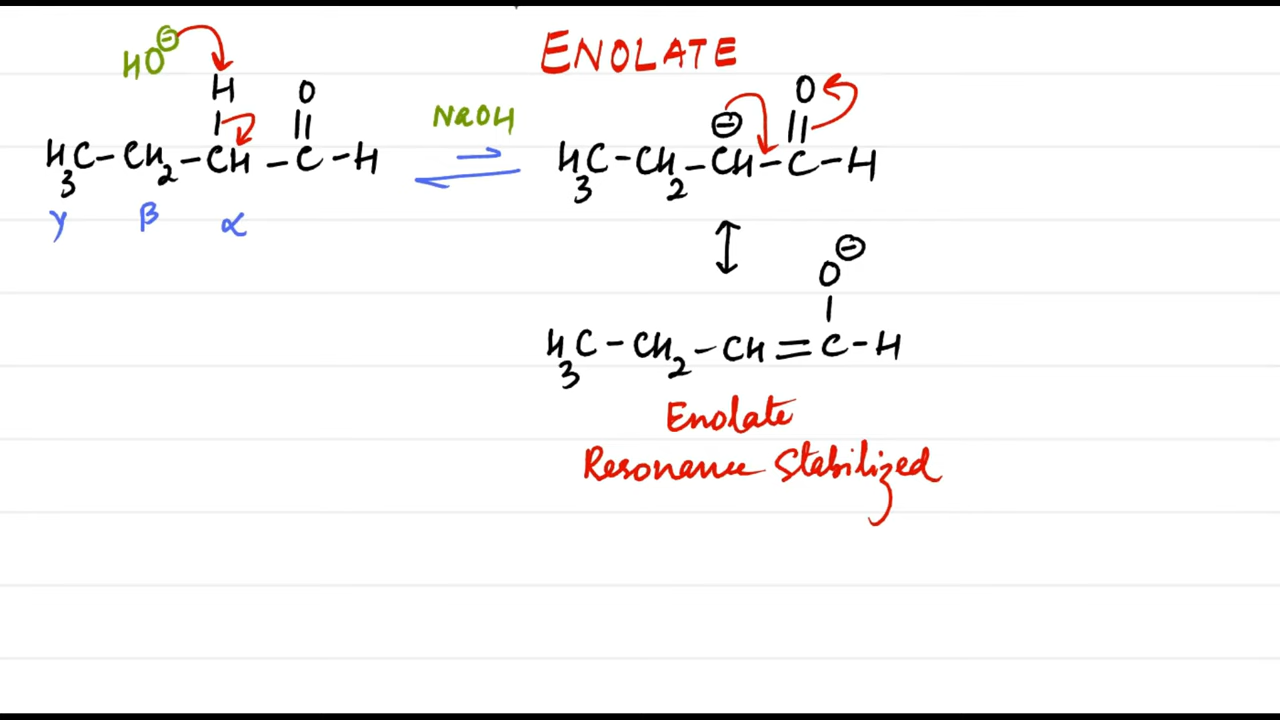 HO⊖
ENOLATE
H O
H3C-CH2-CH-C-H
γ β α
NaOH
O
⊖ ||
H3C-CH2-CH-C-H
O⊖
H3C-CH2-CH=C-H
Enolate
Resonance Stabilized